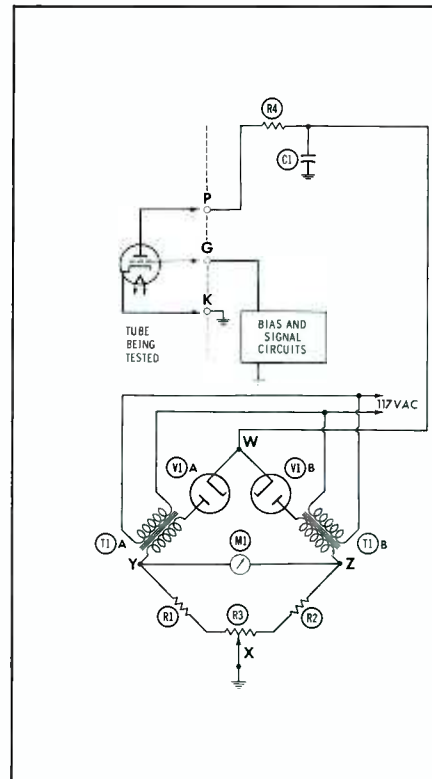 R4
C1
P
G
K
TUBE
BEING
TESTED
BIAS AND
SIGNAL
CIRCUITS
117VAC
W
V1 A
V1 B
M1
T1 A
T1 B
Y
Z
R1
R3
R2
X